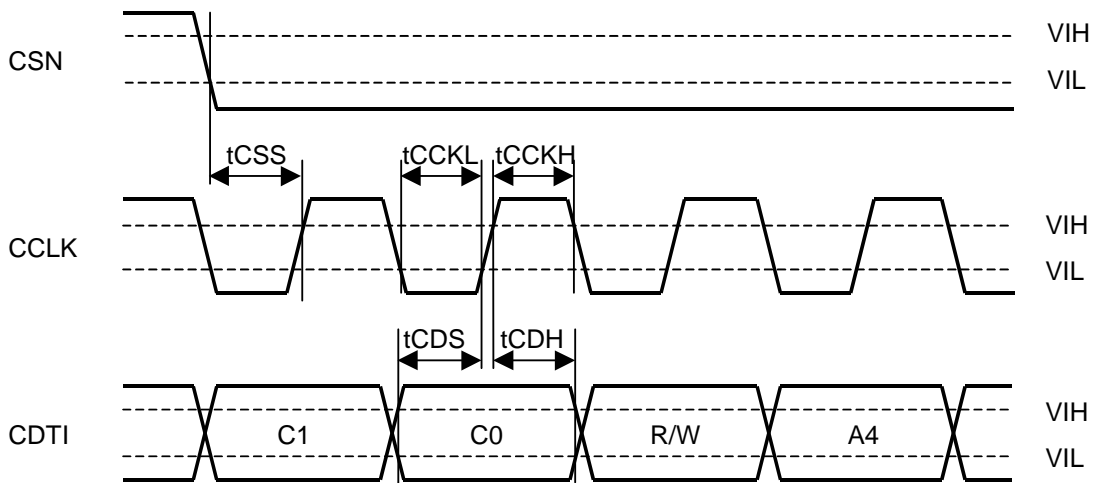 CSN
VIH
VIL
tCSS
tCCKL
tCCKH
CCLK
VIH
VIL
tCDS
tCDH
CDTI
C1
C0
R/W
A4
VIH
VIL